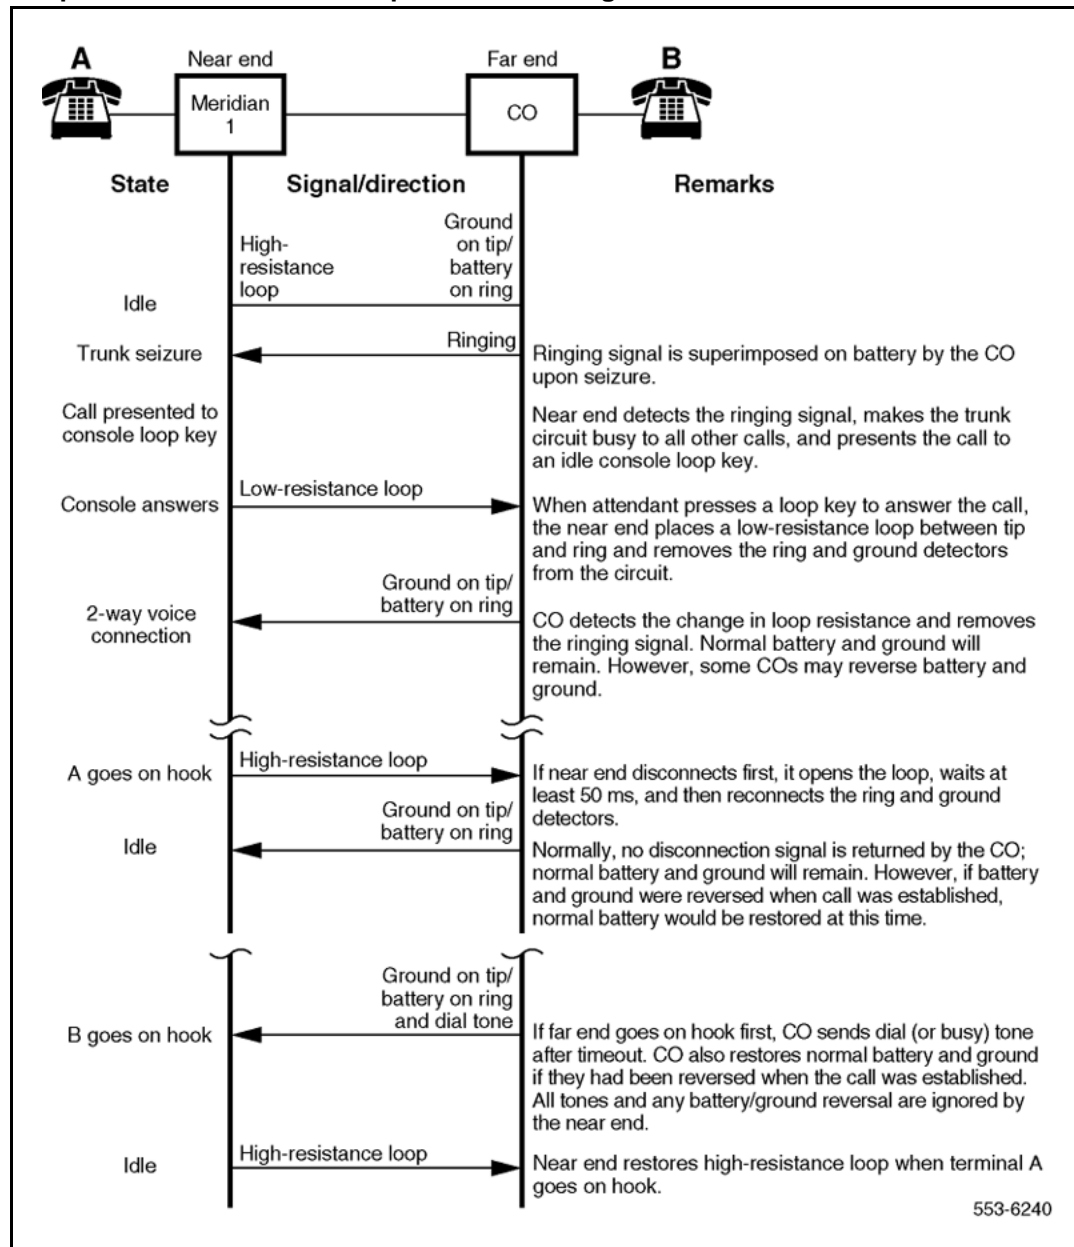 A
Near end
Far end
B
Meridian
1
CO
State
Signal/direction
Remarks
High-
resistance
loop
Ground
on tip/
battery
on ring
Idle
Trunk seizure
Ringing
Ringing signal is superimposed on battery by the CO
upon seizure.
Call presented to
console loop key
Near end detects the ringing signal, makes the trunk
circuit busy to all other calls, and presents the call to
an idle console loop key.
Console answers
Low-resistance loop
When attendant presses a loop key to answer the call,
the near end places a low-resistance loop between tip
and ring and removes the ring and ground detectors
from the circuit.
2-way voice
connection
Ground on tip/
battery on ring
CO detects the change in loop resistance and removes
the ringing signal. Normal battery and ground will
remain. However, some COs may reverse battery and
ground.
A goes on hook
High-resistance loop
If near end disconnects first, it opens the loop, waits at
least 50 ms, and then reconnects the ring and ground
detectors.
Idle
Ground on tip/
battery on ring
Normally, no disconnection signal is returned by the CO;
normal battery and ground will remain. However, if battery
and ground were reversed when call was established,
normal battery would be restored at this time.
B goes on hook
Ground on tip/
battery on ring
and dial tone
If far end goes on hook first, CO sends dial (or busy) tone
after timeout. CO also restores normal battery and ground
if they had been reversed when the call was established.
All tones and any battery/ground reversal are ignored by
the near end.
Idle
High-resistance loop
Near end restores high-resistance loop when terminal A
goes on hook.
553-6240